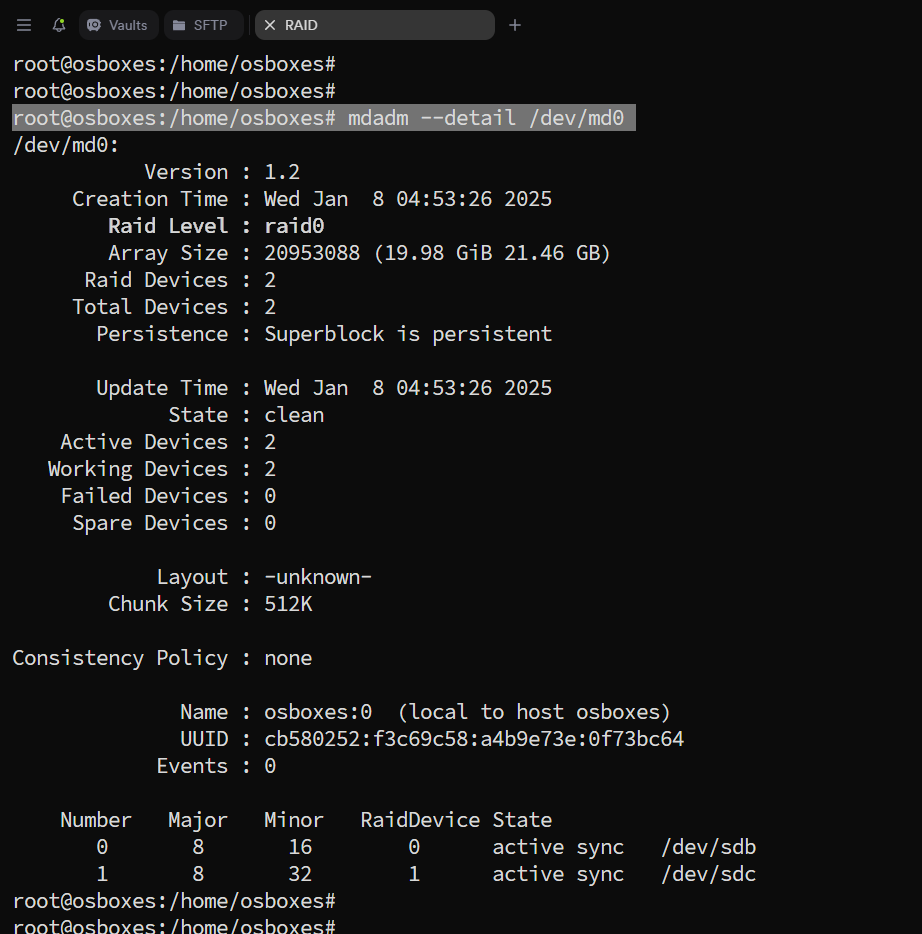 Vaults SFTP RAID
root@osboxes:/home/osboxes#
root@osboxes:/home/osboxes#
root@osboxes:/home/osboxes# mdadm --detail /dev/md0
/dev/md0:
Version : 1.2
Creation Time : Wed Jan  8 04:53:26 2025
Raid Level : raid0
Array Size : 20953088 (19.98 GiB 21.46 GB)
Raid Devices : 2
Total Devices : 2
Persistence : Superblock is persistent
Update Time : Wed Jan  8 04:53:26 2025
State : clean
Active Devices : 2
Working Devices : 2
Failed Devices : 0
Spare Devices : 0
Layout : -unknown-
Chunk Size : 512K
Consistency Policy : none
Name : osboxes:0  (local to host osboxes)
UUID : cb580252:f3c69c58:a4b9e73e:0f73bc64
Events : 0
Number   Major   Minor   RaidDevice State
0       8       16        0      active sync   /dev/sdb
1       8       32        1      active sync   /dev/sdc
root@osboxes:/home/osboxes#
root@osboxes:/home/osboxes#